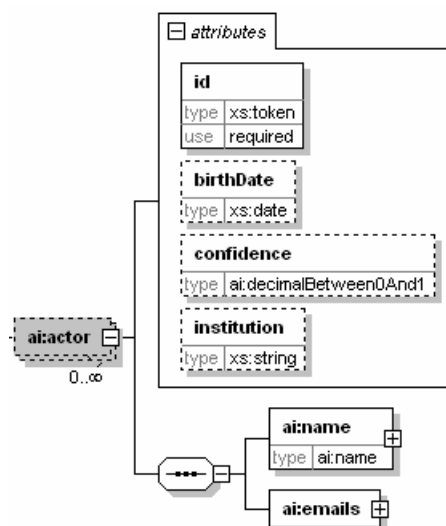 attributes
id
type xs:token
use required
birthDate
type xs:date
confidence
type ai:decimalBetween0And1
institution
type xs:string
ai:actor
0..∞
ai:name
type ai:name
ai:emails